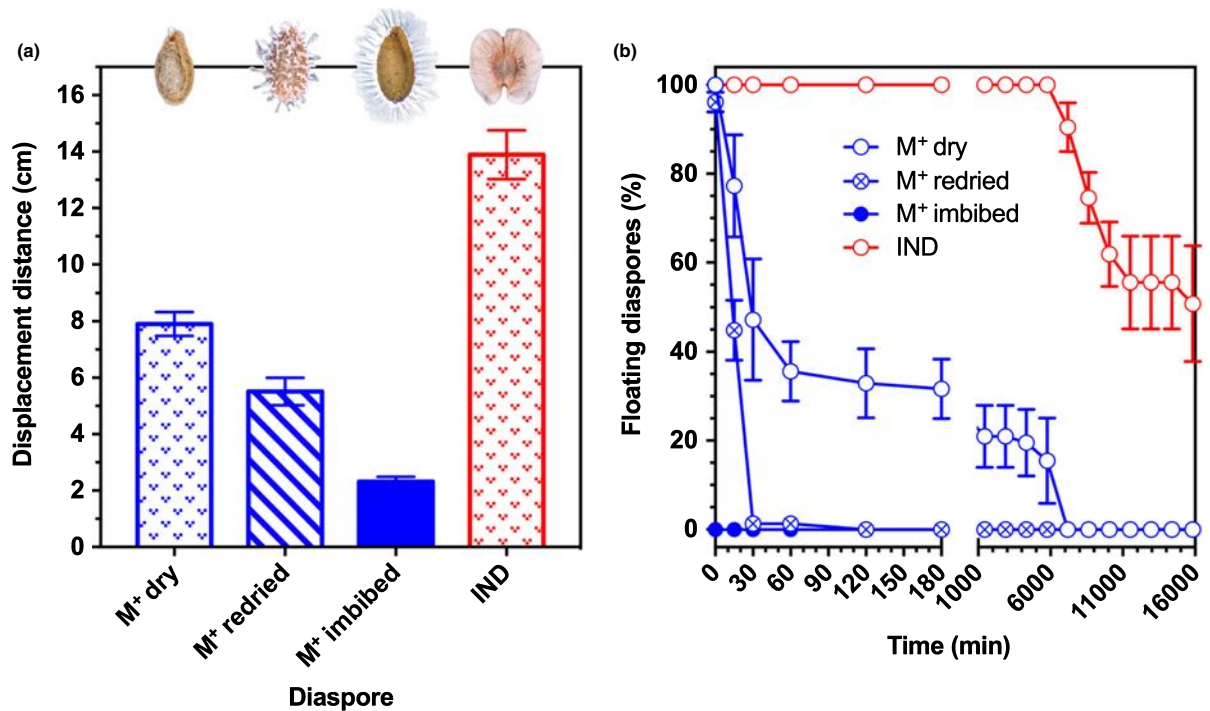 (a)
16
14
12
10
8
6
4
2
0
Displacement distance (cm)
M⁺ dry
M⁺ redried
M⁺ imbibed
IND
Diaspore
(b)
100
80
60
40
20
0
Floating diaspores (%)
M⁺ dry
M⁺ redried
M⁺ imbibed
IND
0
30
60
90
120
150
180
1000
6000
11000
16000
Time (min)